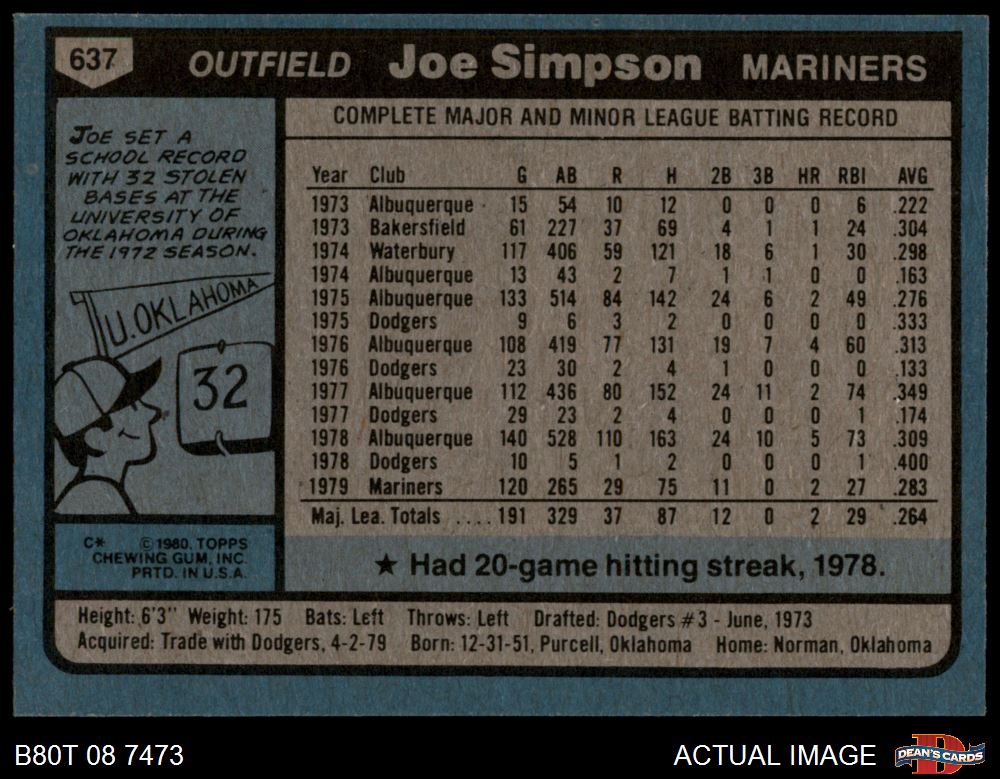 637 OUTFIELD Joe Simpson MARINERS
JOE SET A
SCHOOL RECORD
WITH 32 STOLEN
BASES AT THE
UNIVERSITY OF
OKLAHOMA DURING
THE 1972 SEASON.
U. OKLAHOMA
32
C* ©1980. TOPPS
CHEWING GUM, INC.
PRTD. IN U.S.A.
COMPLETE MAJOR AND MINOR LEAGUE BATTING RECORD
Year Club G AB R H 2B 3B HR RBI AVG
1973 Albuquerque 15 54 10 12 0 0 0 6 .222
1973 Bakersfield 61 227 37 69 4 1 1 24 .304
1974 Waterbury 117 406 59 121 18 6 1 30 .298
1974 Albuquerque 13 43 2 7 1 1 0 0 .163
1975 Albuquerque 133 514 84 142 24 6 2 49 .276
1975 Dodgers 9 6 3 2 0 0 0 0 .333
1976 Albuquerque 108 419 77 131 19 7 4 60 .313
1976 Dodgers 23 30 2 4 1 0 0 0 .133
1977 Albuquerque 112 436 80 152 24 11 2 74 .349
1977 Dodgers 29 23 2 4 0 0 0 1 .174
1978 Albuquerque 140 528 110 163 24 10 5 73 .309
1978 Dodgers 10 5 1 2 0 0 0 1 .400
1979 Mariners 120 265 29 75 11 0 2 27 .283
Maj. Lea. Totals .... 191 329 37 87 12 0 2 29 .264
★ Had 20-game hitting streak, 1978.
Height: 6'3" Weight: 175 Bats: Left Throws: Left Drafted: Dodgers #3 - June, 1973
Acquired: Trade with Dodgers, 4-2-79 Born: 12-31-51, Purcell, Oklahoma Home: Norman, Oklahoma
B80T 08 7473 ACTUAL IMAGE DEAN'S CARDS